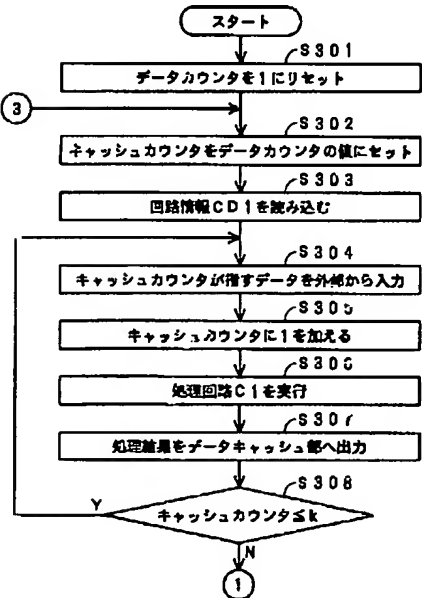 スタート
S301
データカウンタを1にリセット
3
S302
キャッシュカウンタをデータカウンタの値にセット
S303
回路情報CD1を読み込む
S304
キャッシュカウンタが指すデータを外部から入力
S305
キャッシュカウンタに1を加える
S306
処理回路C1を実行
S307
処理結果をデータキャッシュ部へ出力
S308
キャッシュカウンタ≦k
Y
N
1